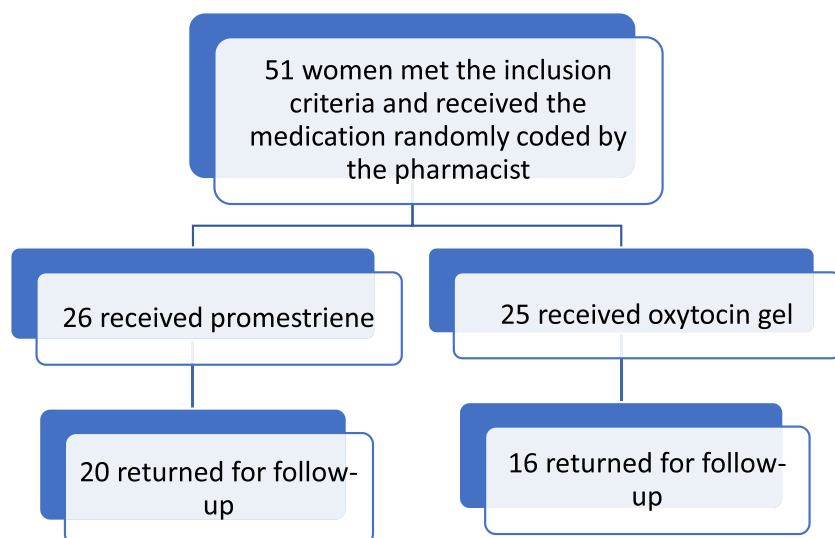 51 women met the inclusion
criteria and received the
medication randomly coded by
the pharmacist
26 received promestriene
25 received oxytocin gel
20 returned for follow-
up
16 returned for follow-
up